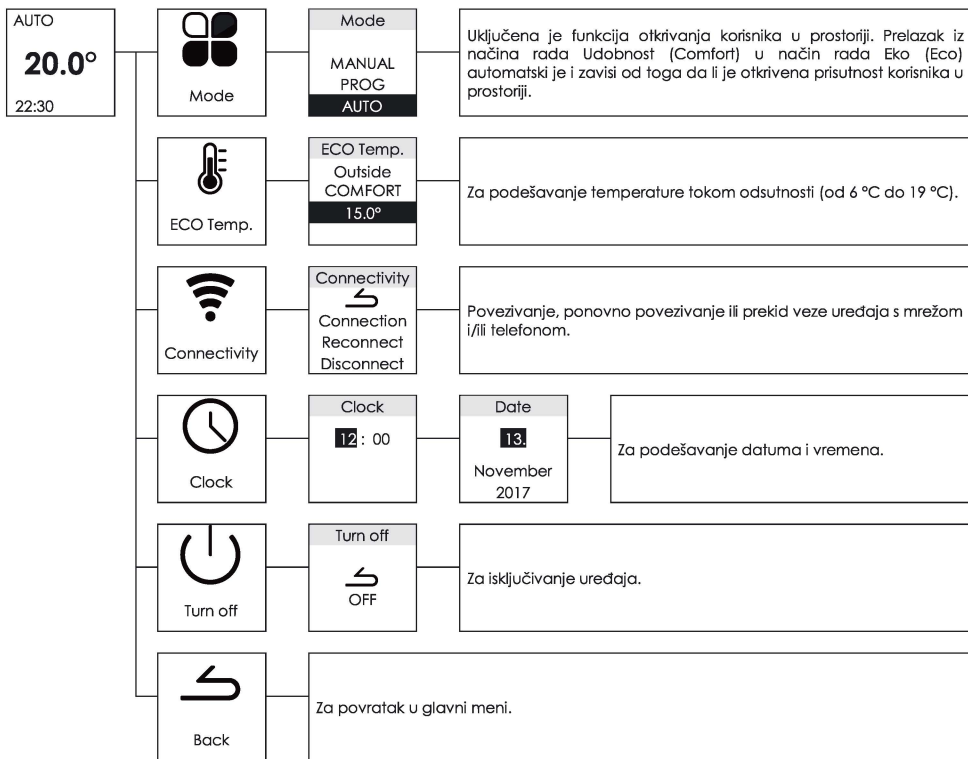 AUTO
20.0°
22:30
Mode
Mode
MANUAL
PROG
AUTO
Uključena je funkcija otkrivanja korisnika u prostoriji. Prelazak iz
načina rada Udobnost (Comfort) u način rada Eko (Eco)
automatski je i zavisi od toga da li je otkrivena prisutnost korisnika u
prostoriji.
ECO Temp.
ECO Temp.
Outside
COMFORT
15.0°
Za podešavanje temperature tokom odsutnosti (od 6 °C do 19 °C).
Connectivity
Connectivity
Connection
Reconnect
Disconnect
Povezivanje, ponovno povezivanje ili prekid veze uređaja s mrežom
i/ili telefonom.
Clock
Clock
12 : 00
Date
13.
November
2017
Za podešavanje datuma i vremena.
Turn off
Turn off
OFF
Za isključivanje uređaja.
Back
Za povratak u glavni meni.